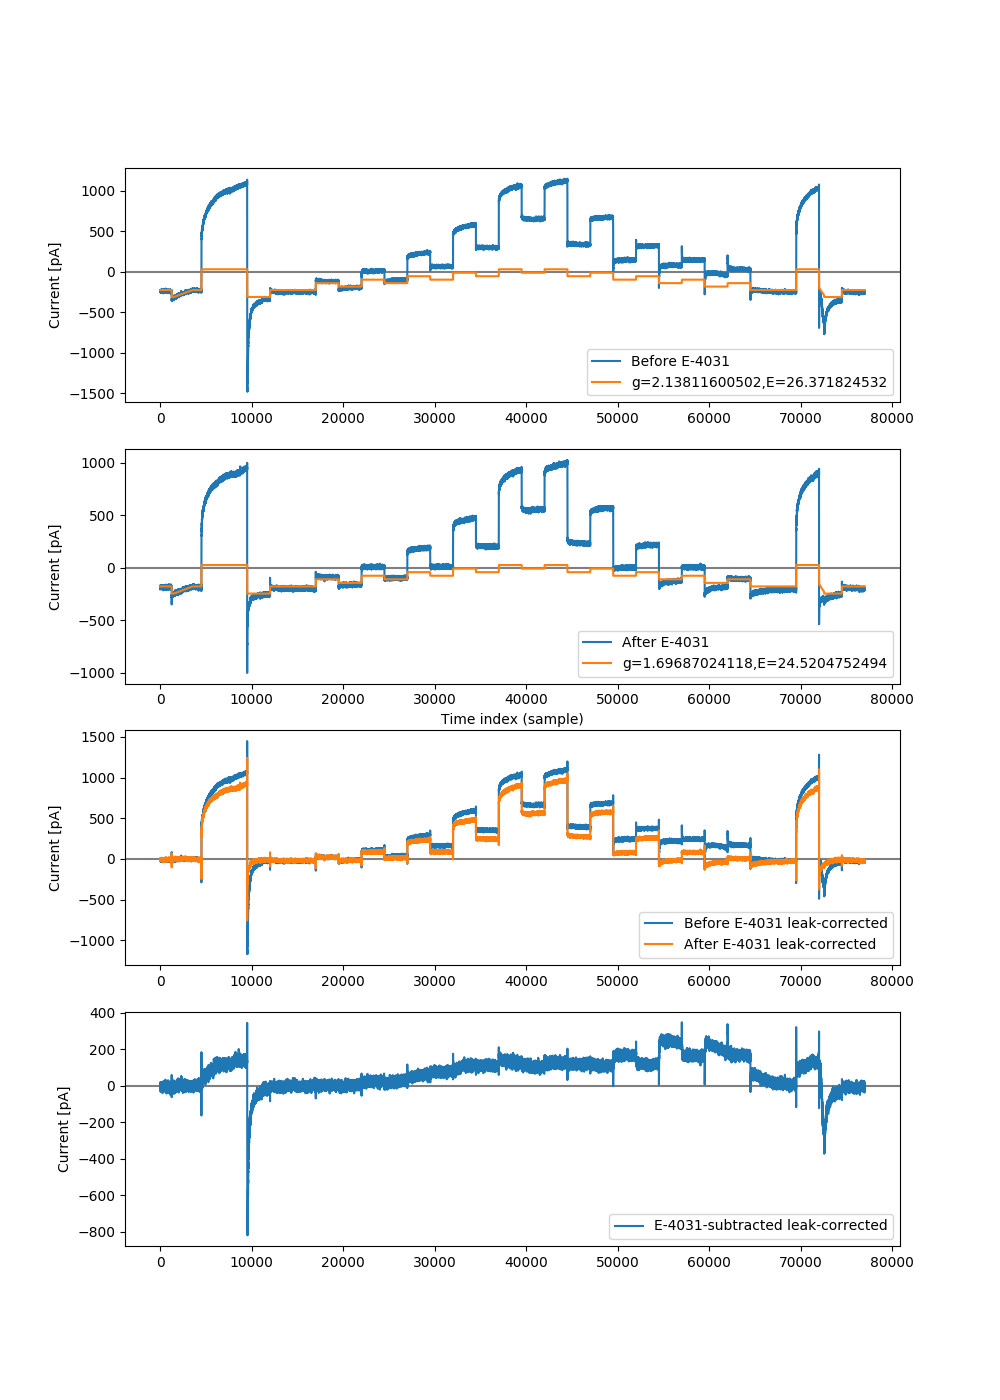 1000
500
0
−500
−1000
−1500
Current [pA]
Before E-4031
g=2.13811600502,E=26.371824532
0 10000 20000 30000 40000 50000 60000 70000 80000
1000
500
0
−500
−1000
Current [pA]
After E-4031
g=1.69687024118,E=24.5204752494
0 10000 20000 30000 40000 50000 60000 70000 80000
Time index (sample)
1500
1000
500
0
−500
−1000
Current [pA]
Before E-4031 leak-corrected
After E-4031 leak-corrected
0 10000 20000 30000 40000 50000 60000 70000 80000
400
200
0
−200
−400
−600
−800
Current [pA]
E-4031-subtracted leak-corrected
0 10000 20000 30000 40000 50000 60000 70000 80000